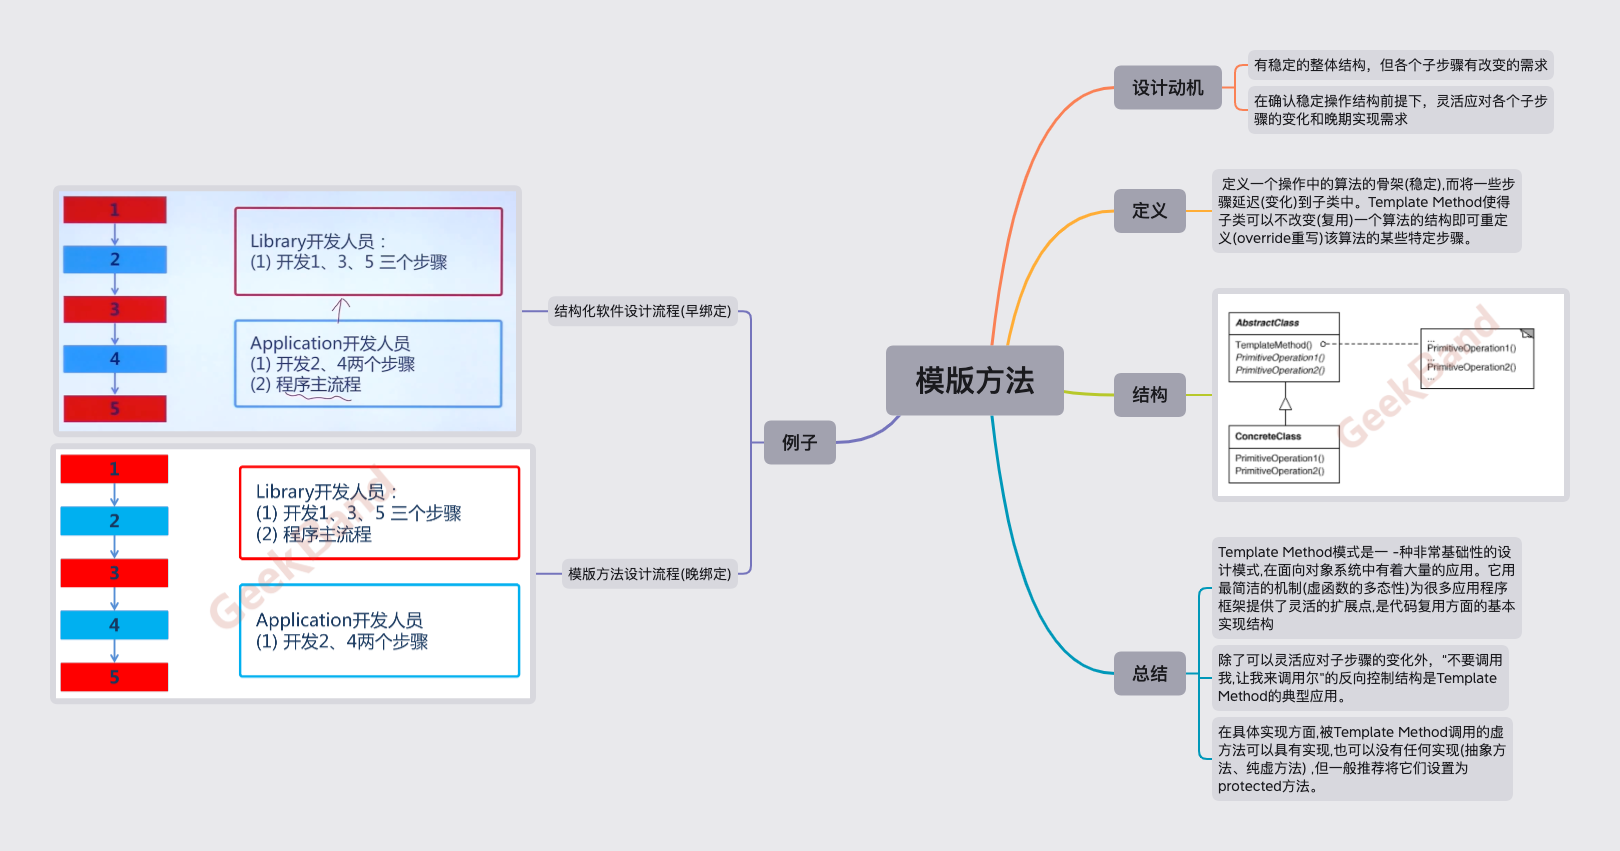 模版方法
设计动机
有稳定的整体结构，但各个子步骤有改变的需求
在确认稳定操作结构前提下，灵活应对各个子步
骤的变化和晚期实现需求
定义
定义一个操作中的算法的骨架(稳定),而将一些步
骤延迟(变化)到子类中。Template Method使得
子类可以不改变(复用)一个算法的结构即可重定
义(override重写)该算法的某些特定步骤。
结构
AbstractClass
TemplateMethod()
PrimitiveOperation1()
PrimitiveOperation2()
...
PrimitiveOperation1()
...
PrimitiveOperation2()
...
ConcreteClass
PrimitiveOperation1()
PrimitiveOperation2()
GeekBand
总结
Template Method模式是一 -种非常基础性的设
计模式,在面向对象系统中有着大量的应用。它用
最简洁的机制(虚函数的多态性)为很多应用程序
框架提供了灵活的扩展点,是代码复用方面的基本
实现结构
除了可以灵活应对子步骤的变化外，"不要调用
我,让我来调用尔"的反向控制结构是Template
Method的典型应用。
在具体实现方面,被Template Method调用的虚
方法可以具有实现,也可以没有任何实现(抽象方
法、纯虚方法) ,但一般推荐将它们设置为
protected方法。
例子
结构化软件设计流程(早绑定)
1
2
3
4
5
Library开发人员：
(1) 开发1、3、5 三个步骤
Application开发人员
(1) 开发2、4两个步骤
(2) 程序主流程
模版方法设计流程(晚绑定)
1
2
3
4
5
Library开发人员：
(1) 开发1、3、5 三个步骤
(2) 程序主流程
Application开发人员
(1) 开发2、4两个步骤
GeekBand